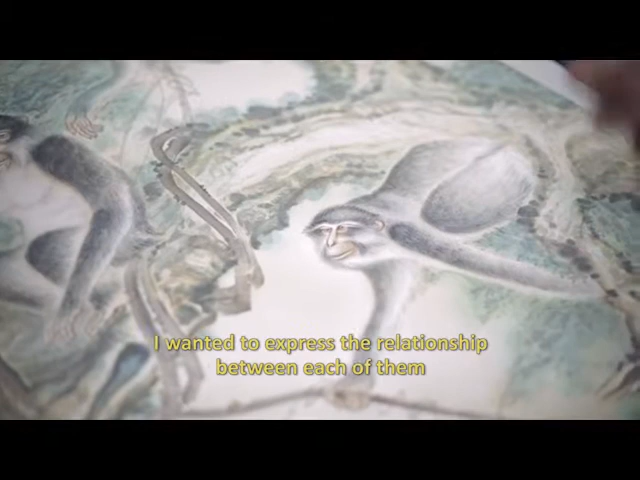 I wanted to express the relationship
between each of them